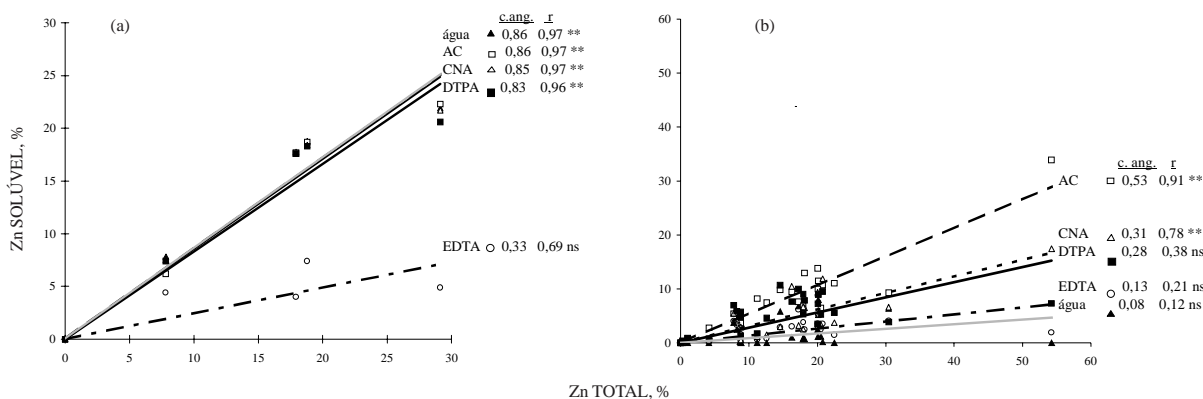 (a)
c.ang. r
água 0,86 0,97 **
AC 0,86 0,97 **
CNA 0,85 0,97 **
DTPA 0,83 0,96 **
EDTA 0,33 0,69 ns
Zn SOLÚVEL, %
30
25
20
15
10
5
0
0 5 10 15 20 25 30
(b)
c. ang. r
AC 0,53 0,91 **
CNA 0,31 0,78 **
DTPA 0,28 0,38 ns
EDTA 0,13 0,21 ns
água 0,08 0,12 ns
60
50
40
30
20
10
0
0 10 20 30 40 50 60
Zn TOTAL, %